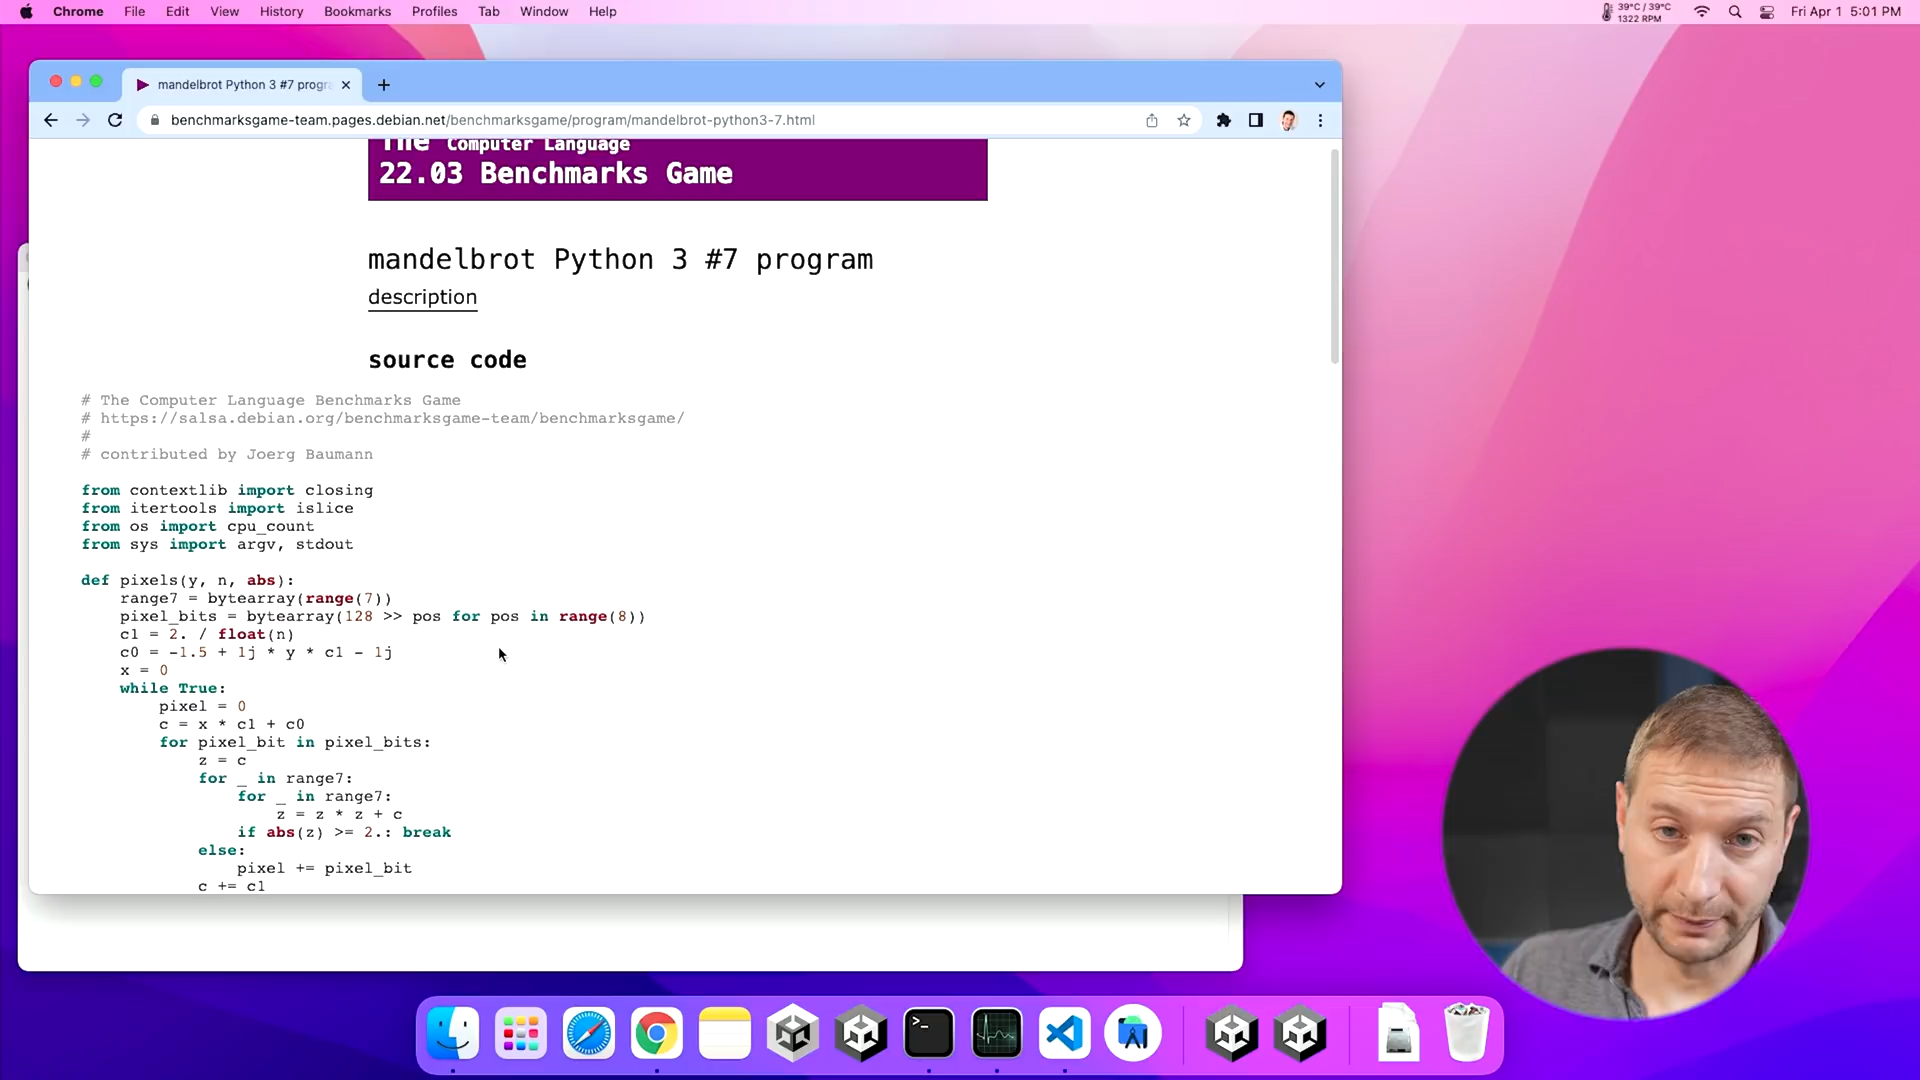 Chrome File Edit View History Bookmarks Profiles Tab Window Help
39°C / 39°C
1322 RPM
Fri Apr 1 5:01 PM
mandelbrot Python 3 #7 progr
benchmarksgame-team.pages.debian.net/benchmarksgame/program/mandelbrot-python3-7.html
The Computer Language
22.03 Benchmarks Game
mandelbrot Python 3 #7 program
description
source code
# The Computer Language Benchmarks Game
# https://salsa.debian.org/benchmarksgame-team/benchmarksgame/
#
# contributed by Joerg Baumann
from contextlib import closing
from itertools import islice
from os import cpu_count
from sys import argv, stdout
def pixels(y, n, abs):
range7 = bytearray(range(7))
pixel_bits = bytearray(128 >> pos for pos in range(8))
c1 = 2. / float(n)
c0 = -1.5 + 1j * y * c1 - 1j
x = 0
while True:
pixel = 0
c = x * c1 + c0
for pixel_bit in pixel_bits:
z = c
for _ in range7:
for _ in range7:
z = z * z + c
if abs(z) >= 2.: break
else:
pixel += pixel_bit
c += c1